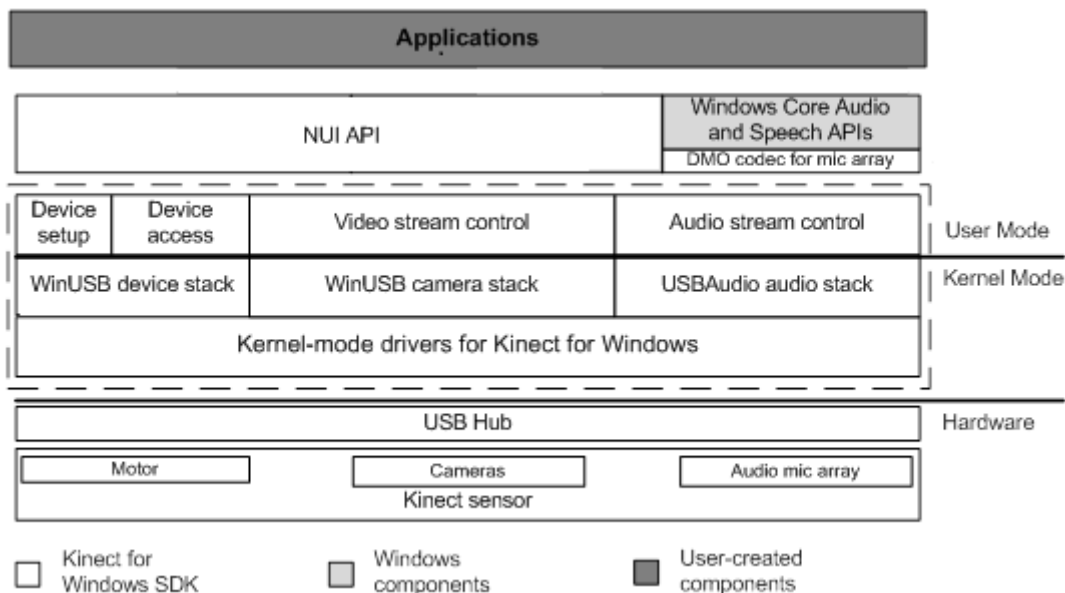 Applications
NUI API
Windows Core Audio
and Speech APIs
DMO codec for mic array
Device
setup
Device
access
Video stream control
Audio stream control
User Mode
WinUSB device stack
WinUSB camera stack
USBAudio audio stack
Kernel Mode
Kernel-mode drivers for Kinect for Windows
USB Hub
Hardware
Motor
Cameras
Audio mic array
Kinect sensor
Kinect for
Windows SDK
Windows
components
User-created
components